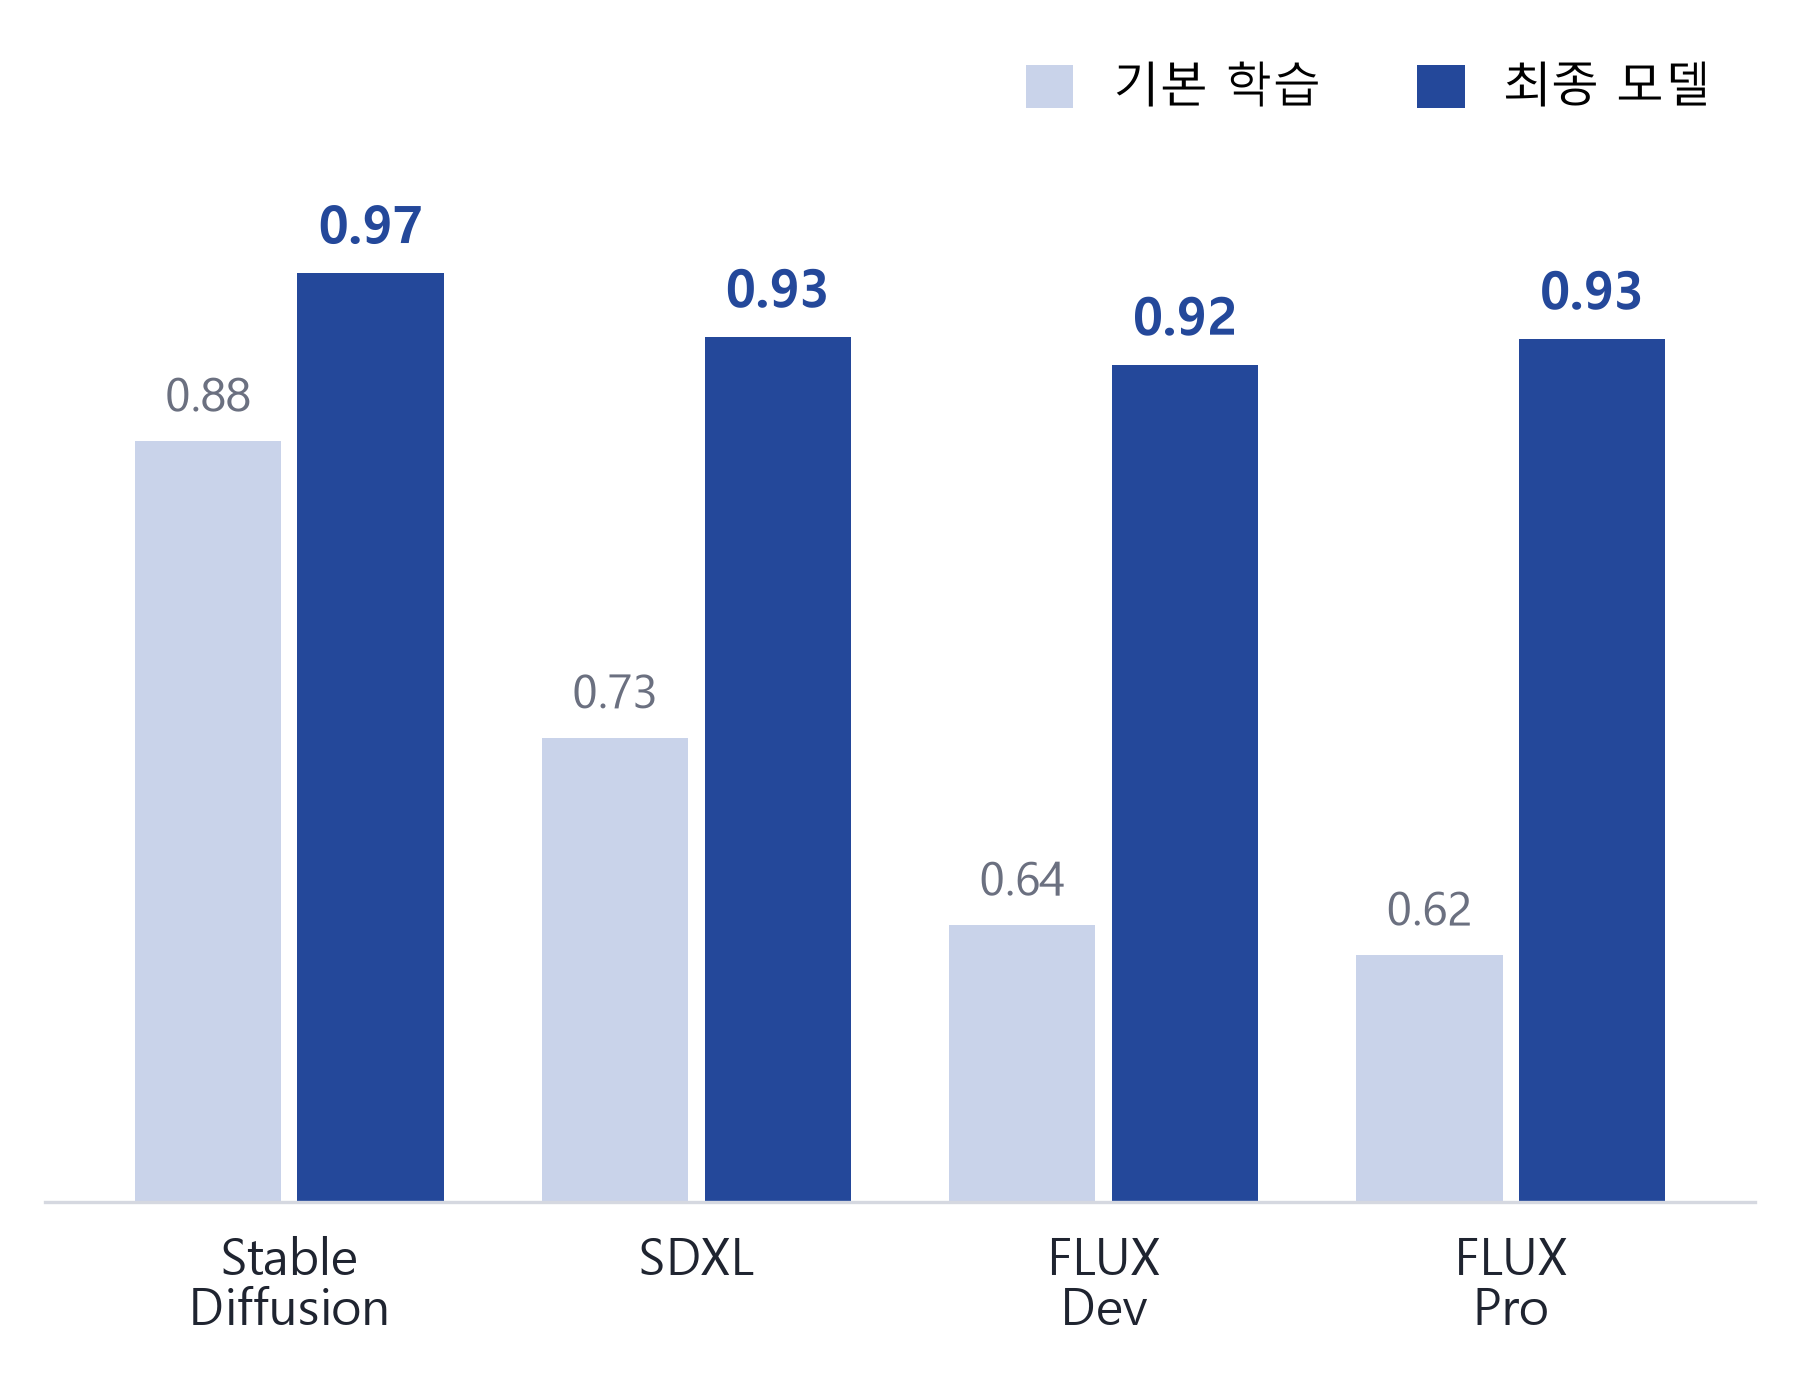 기본 학습 최종 모델
0.97
0.93
0.92
0.93
0.88
0.73
0.64
0.62
Stable Diffusion
SDXL
FLUX Dev
FLUX Pro